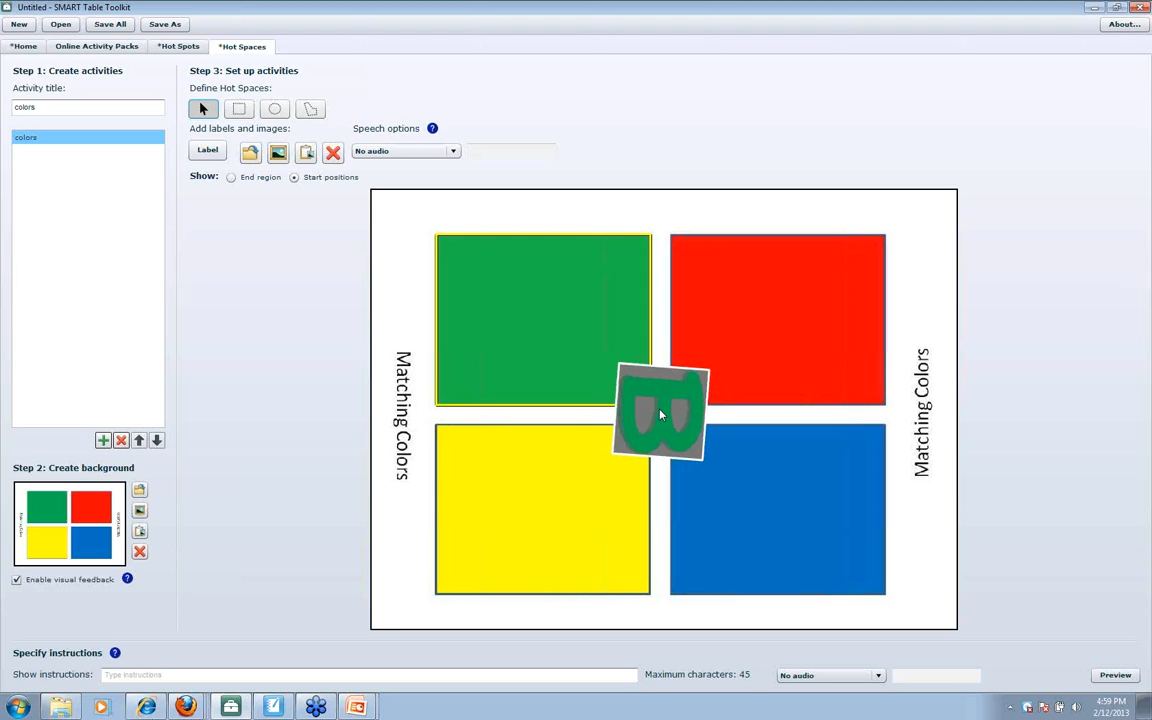 Untitled - SMART Table Toolkit
New
Open
Save All
Save As
About...
*Home
Online Activity Packs
*Hot Spots
*Hot Spaces
Step 1: Create activities
Activity title:
colors
colors
Step 2: Create background
Enable visual feedback
?
Step 3: Set up activities
Define Hot Spaces:
Add labels and images:
Speech options
?
Label
No audio
Show:
End region
Start positions
Matching Colors
B
Matching Colors
Specify instructions
?
Show instructions:
Type instructions
Maximum characters: 45
No audio
Preview
4:59 PM
2/12/2013